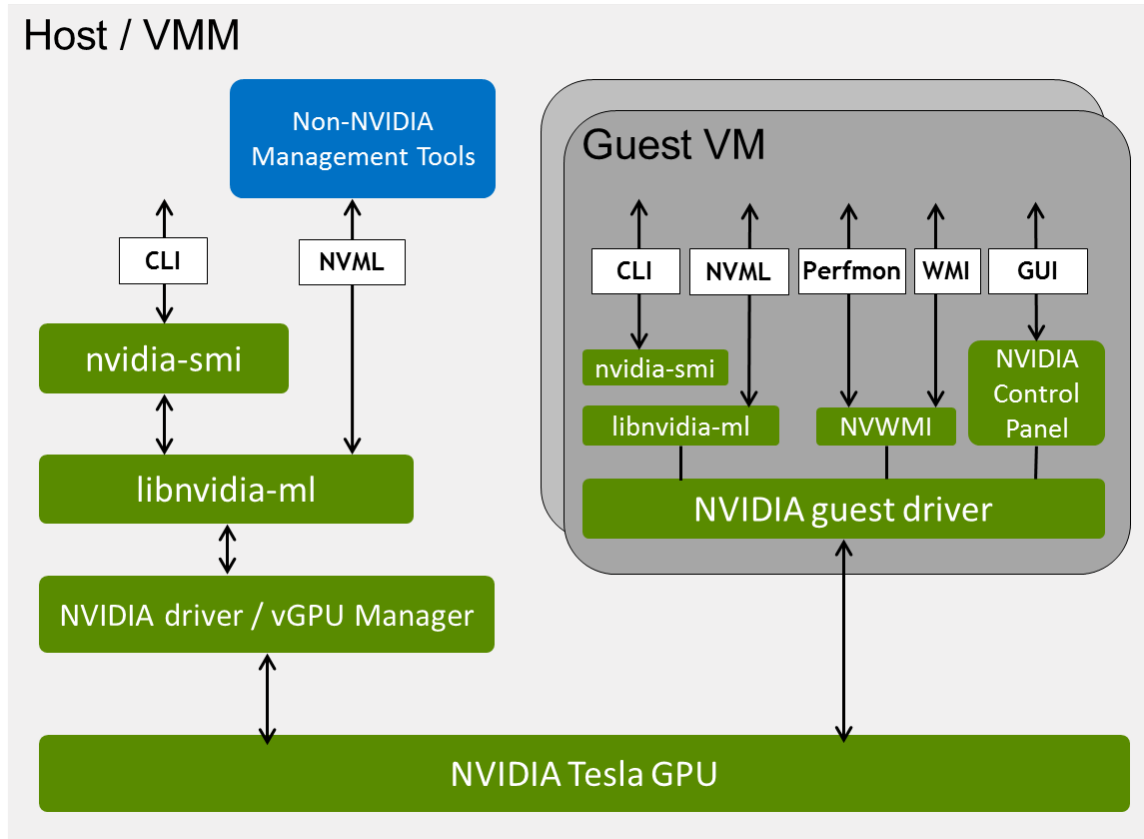 Host / VMM
Non-NVIDIA
Management Tools
CLI
NVML
nvidia-smi
libnvidia-ml
NVIDIA driver / vGPU Manager
Guest VM
CLI
NVML
Perfmon
WMI
GUI
nvidia-smi
libnvidia-ml
NVWMI
NVIDIA
Control
Panel
NVIDIA guest driver
NVIDIA Tesla GPU